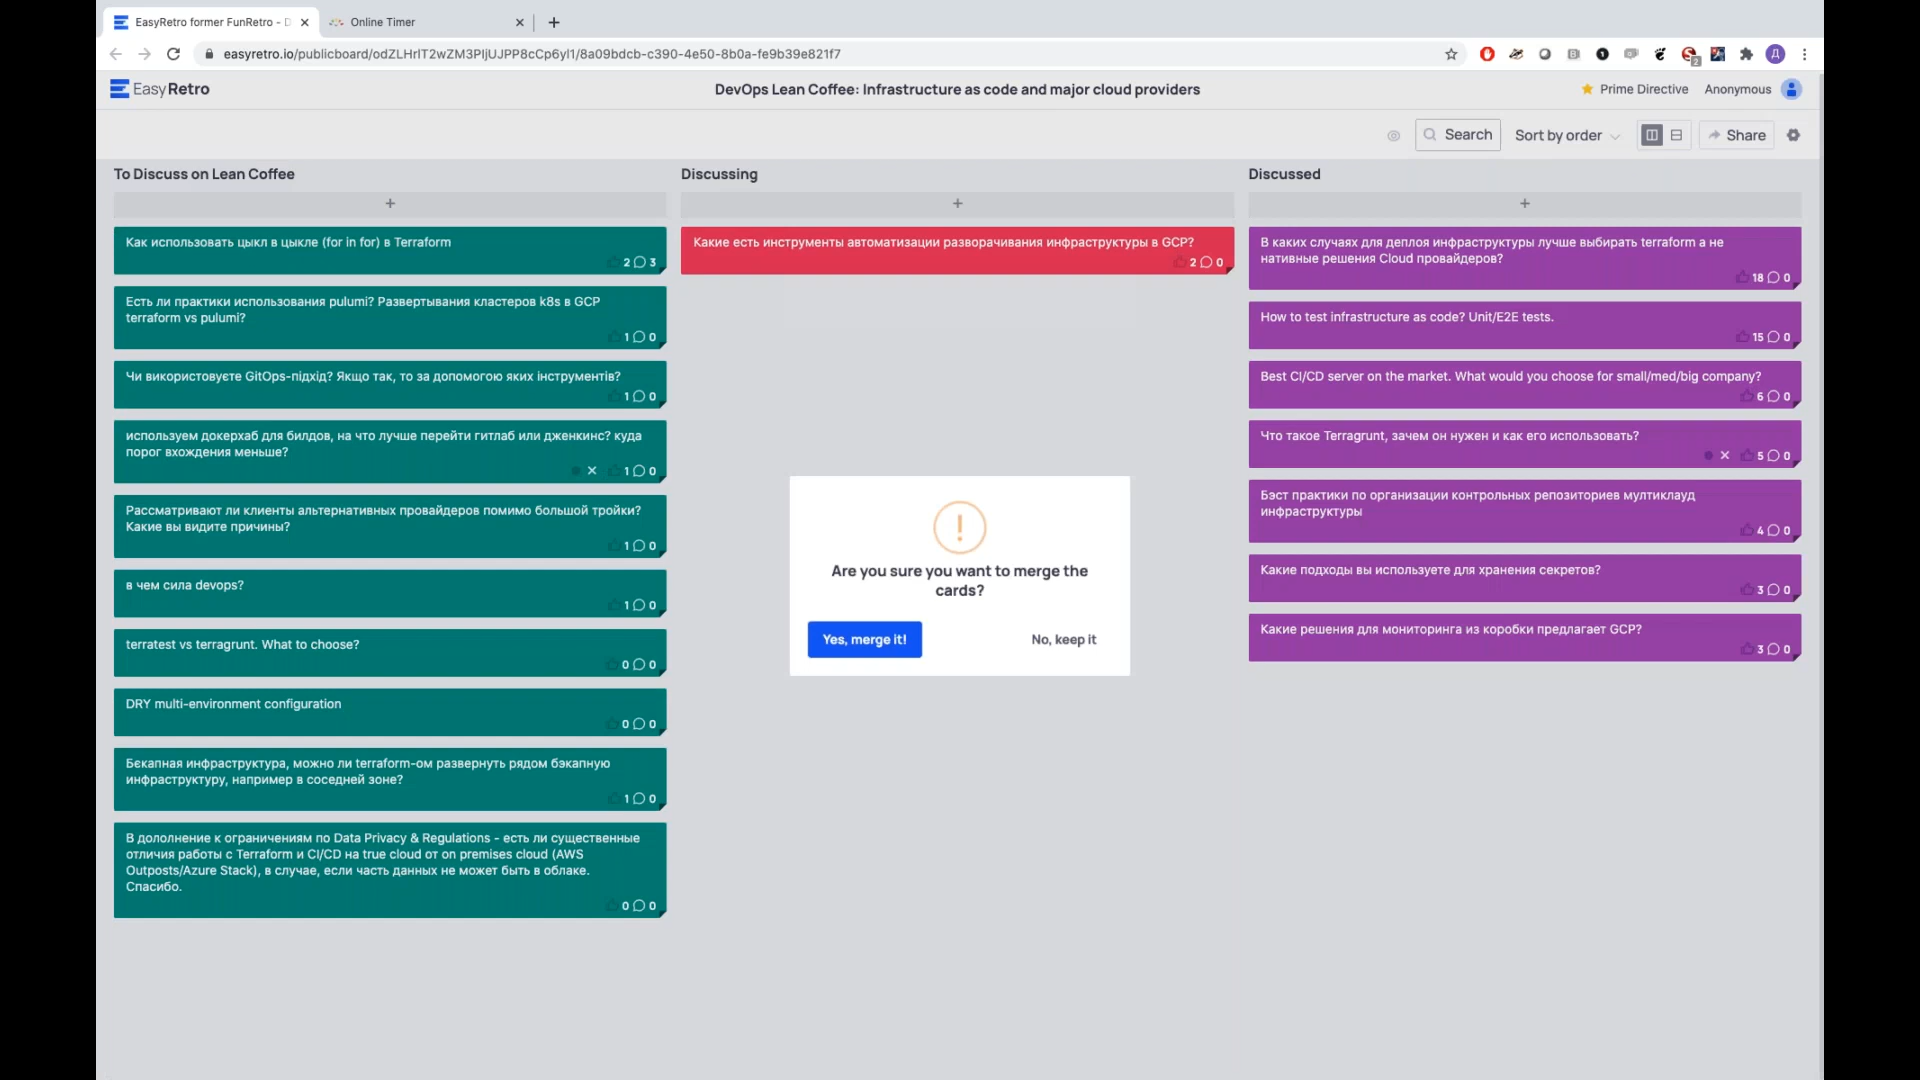 EasyRetro former FunRetro - D
Online Timer
easyretro.io/publicboard/odZLHrlT2wZM3PljUJPP8cCp6yl1/8a09bdcb-c390-4e50-8b0a-fe9b39e821f7
2
Д
EasyRetro
DevOps Lean Coffee: Infrastructure as code and major cloud providers
Prime Directive
Anonymous
Search
Sort by order
Share
To Discuss on Lean Coffee
+
Как использовать цыкл в цыкле (for in for) в Terraform
2 3
Есть ли практики использования pulumi? Развертывания кластеров k8s в GCP
terraform vs pulumi?
1 0
Чи використовуєте GitOps-підхід? Якщо так, то за допомогою яких інструментів?
1 0
используем докерхаб для билдов, на что лучше перейти гитлаб или дженкинс? куда
порог вхождения меньше?
1 0
Рассматривают ли клиенты альтернативных провайдеров помимо большой тройки?
Какие вы видите причины?
1 0
в чем сила devops?
1 0
terratest vs terragrunt. What to choose?
0 0
DRY multi-environment configuration
0 0
Бєкапная инфраструктура, можно ли terraform-ом развернуть рядом бэкапную
инфраструктуру, например в соседней зоне?
1 0
В дололнение к ограничениям по Data Privacy & Regulations - есть ли существенные
отличия работы с Terraform и CI/CD на true cloud от on premises cloud (AWS
Outposts/Azure Stack), в случае, если часть данных не может быть в облаке.
Спасибо.
0 0
Discussing
+
Какие есть инструменты автоматизации разворачивания инфраструктуры в GCP?
2 0
Are you sure you want to merge the
cards?
Yes, merge it!
No, keep it
Discussed
+
В каких случаях для деплоя инфраструктуры лучше выбирать terraform а не
нативные решения Cloud провайдеров?
18 0
How to test infrastructure as code? Unit/E2E tests.
15 0
Best CI/CD server on the market. What would you choose for small/med/big company?
6 0
Что такое Terragrunt, зачем он нужен и как его использовать?
5 0
Бэст практики по организации контрольных репозиториев мултиклауд
инфраструктуры
4 0
Какие подходы вы используете для хранения секретов?
3 0
Какие решения для мониторинга из коробки предлагает GCP?
3 0